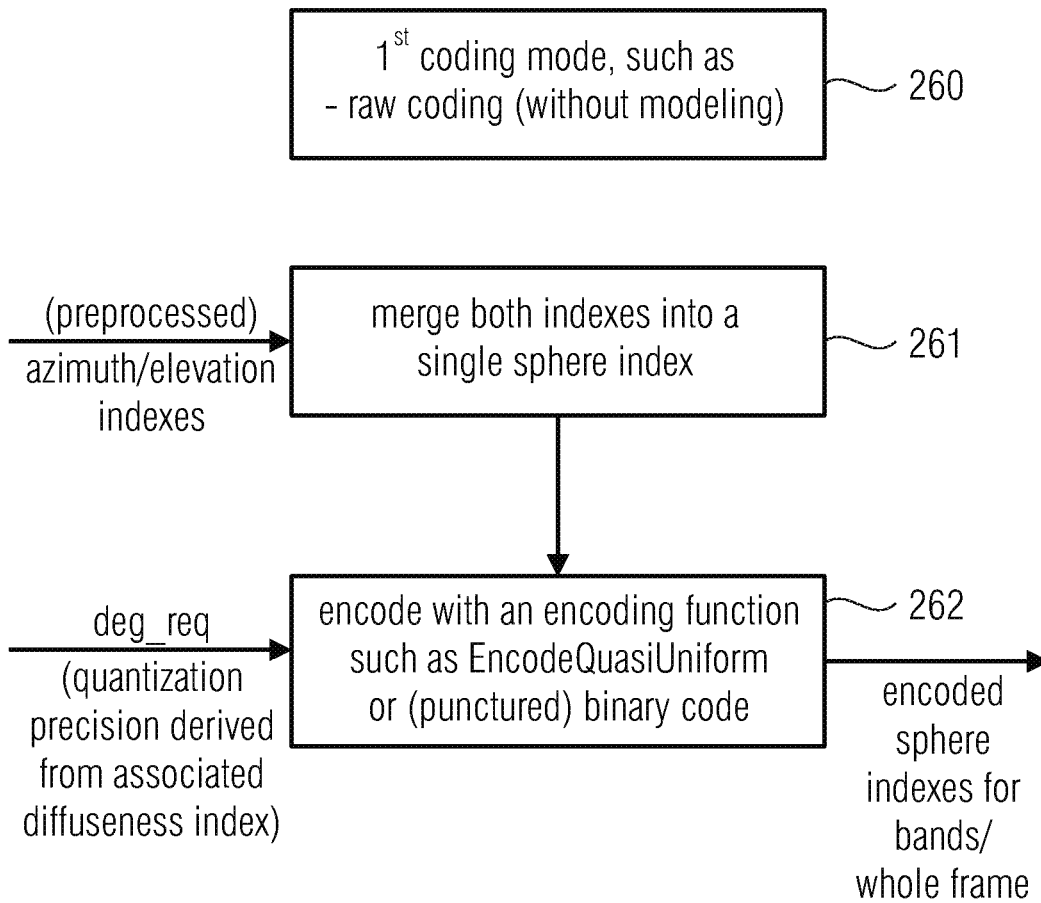 1st coding mode, such as
- raw coding (without modeling)
260
(preprocessed)
azimuth/elevation
indexes
merge both indexes into a
single sphere index
261
deg_req
(quantization
precision derived
from associated
diffuseness index)
encode with an encoding function
such as EncodeQuasiUniform
or (punctured) binary code
262
encoded
sphere
indexes for
bands/
whole frame